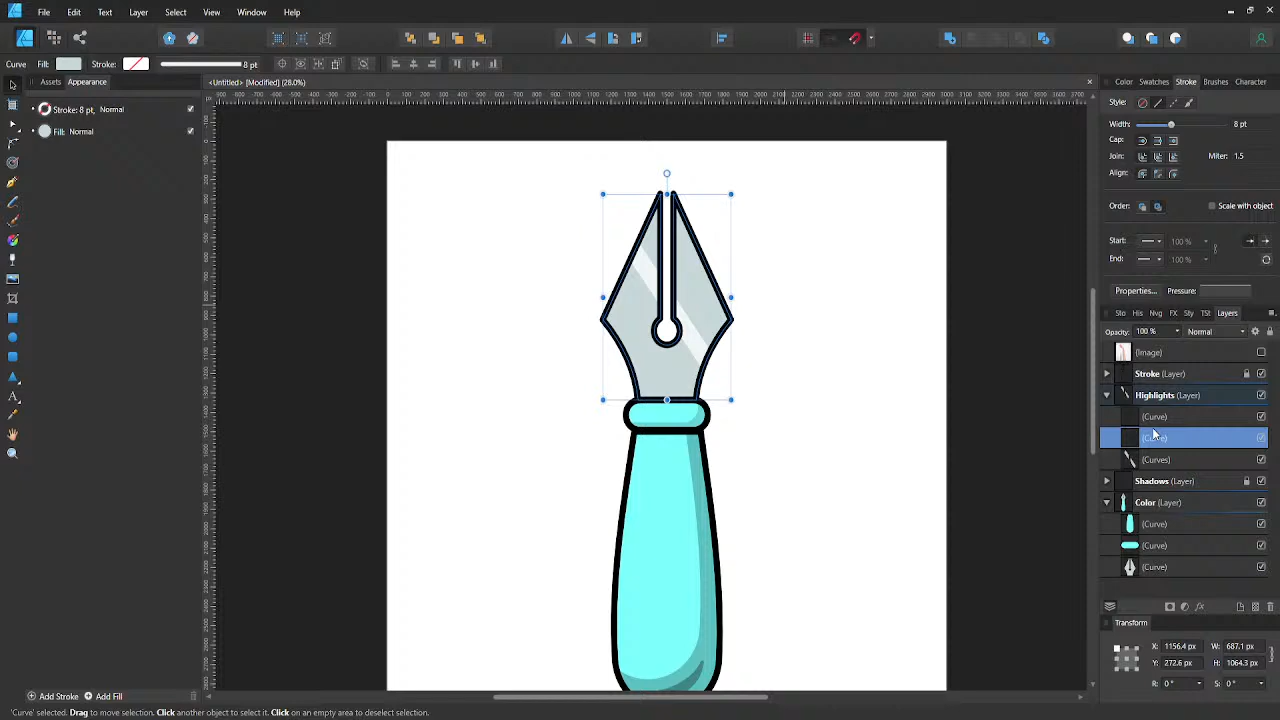 File Edit Text Layer Select View Window Help
Curve Fill: Stroke: 8 pt
Assets Appearance <Untitled> [Modified] (28.0%) Color Swatches Stroke Brushes Character
Style:
Stroke: 8 pt, Normal
Width: 8 pt
Fill: Normal
Cap:
Join: Miter: 1.5
Align:
Order: Scale with object
Start: 100%
End: 100%
Properties... Pressure:
Sto His TSt Layers
Opacity: 100% Normal
(Image)
Stroke (Layer)
Highlights (Layer)
(Curve)
(Curve)
(Curves)
Shadows (Layer)
Color (Layer)
(Curve)
(Curve)
(Curve)
Transform
X: 1156.4 px W: 687.1 px
Y: 272.6 px H: 1064.3 px
R: 0 ° S: 0 °
Add Stroke Add Fill
'Curve' selected. Drag to move selection. Click another object to select it. Click on an empty area to deselect selection.